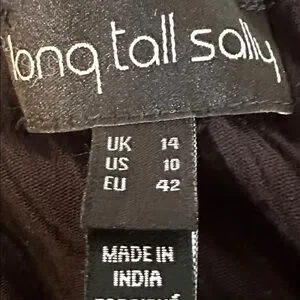 long tall sally
UK 14
US 10
EU 42
MADE IN
INDIA